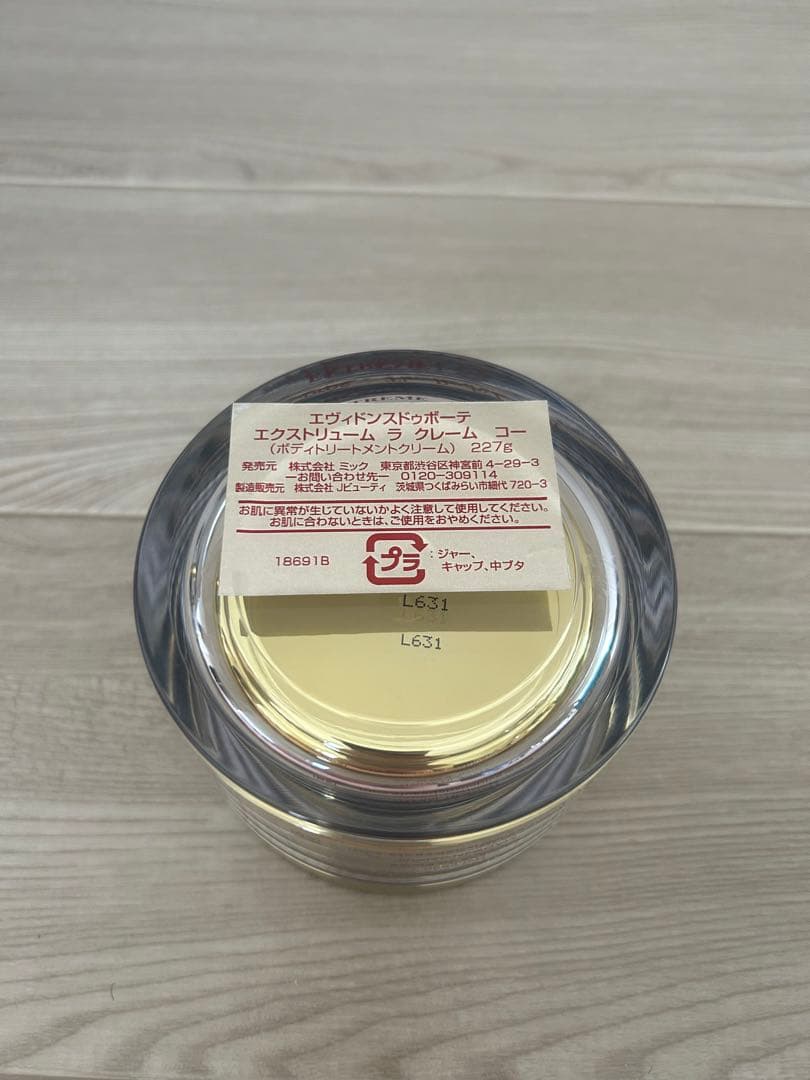 エヴィドンスドゥボーテ
エクストリューム ラ クレーム コー
(ボディトリートメントクリーム) 227g
発売元 株式会社 ミック 東京都渋谷区神宮前 4-29-3
ーお問い合わせ先ー 0120-309114
製造販売元 株式会社 Jビューティ 茨城県つくばみらい市細代 720-3
お肌に異常が生じていないかよく注意して使用してください。
お肌に合わないときは、ご使用をおやめください。
18691B
プラ
:ジャー、
キャップ、中ブタ
L631
L631